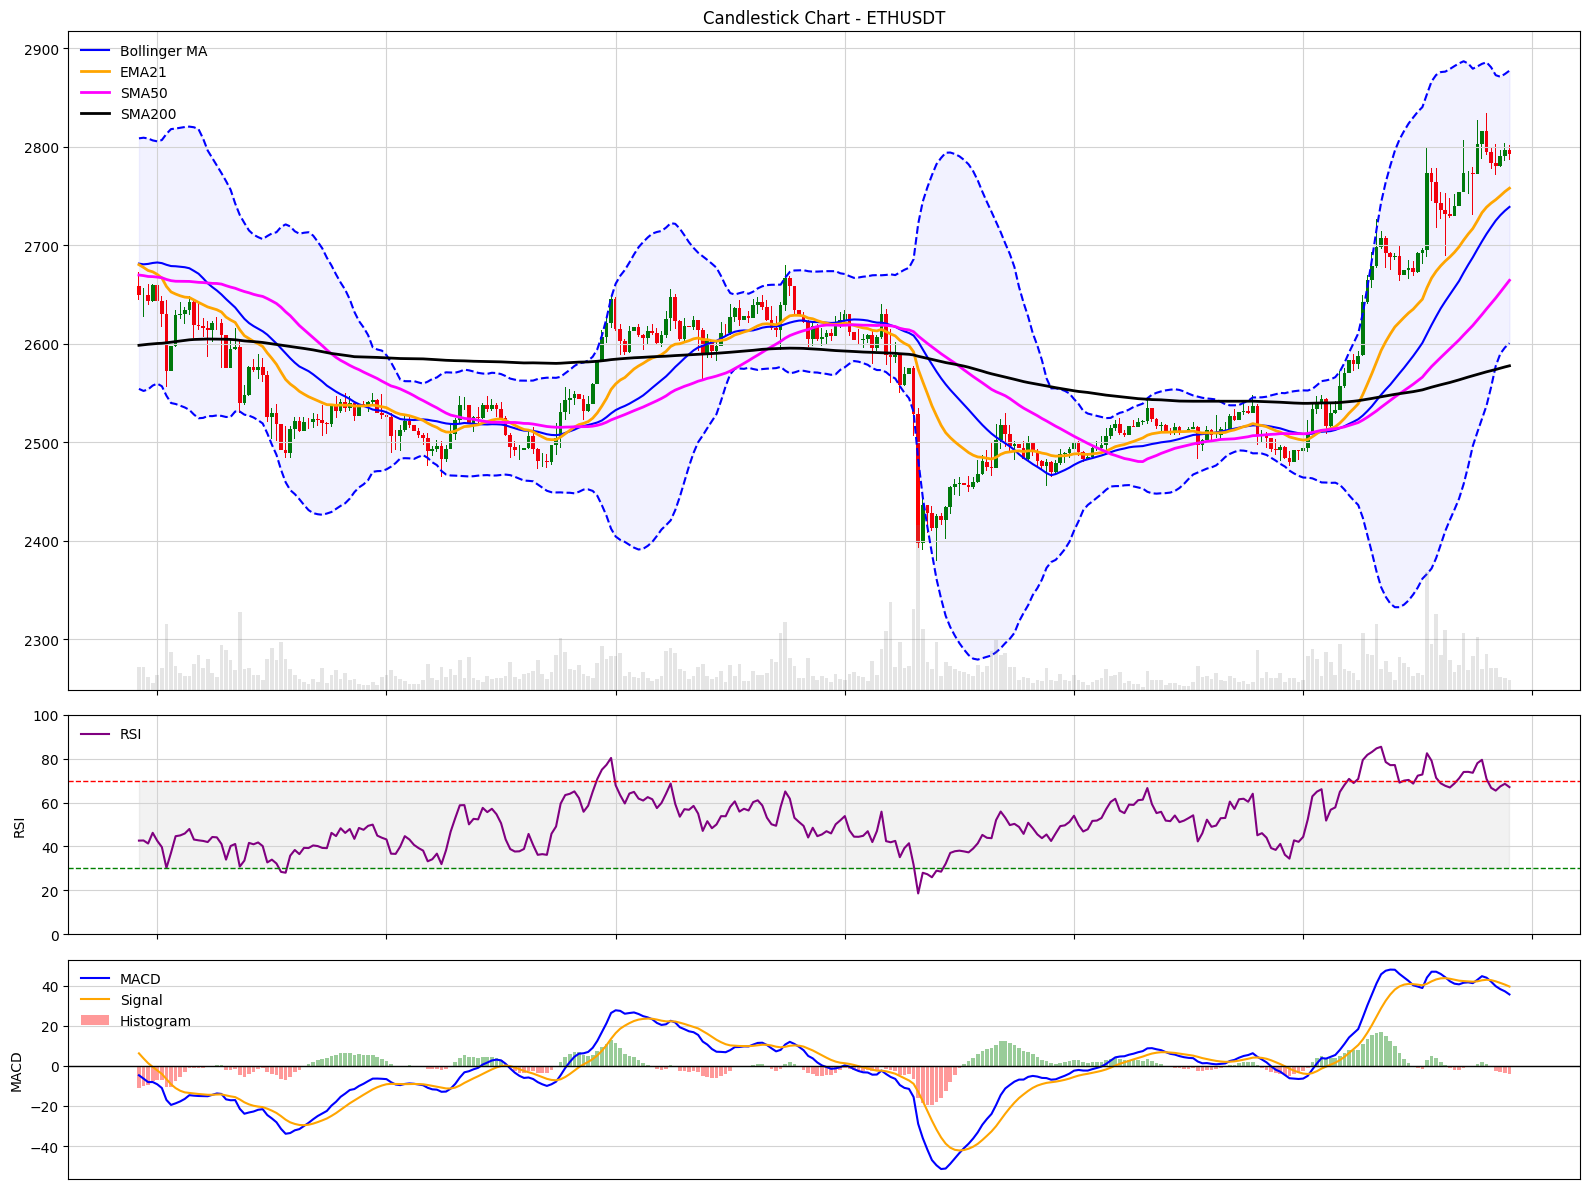 Candlestick Chart - ETHUSDT
Bollinger MA
EMA21
SMA50
SMA200
2900
2800
2700
2600
2500
2400
2300
RSI
100
80
60
40
20
0
RSI
MACD
Signal
Histogram
40
20
0
−20
−40
MACD